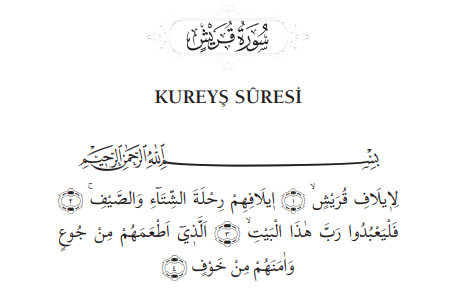 سُورَةُ قُرَيْشٍ
KUREYŞ SÛRESİ
بِسْمِ اللّٰهِ الرَّحْمٰنِ الرَّحِيمِ
لِا۪يلَافِ قُرَيْشٍۙ ﴿١﴾ ا۪يلَافِهِمْ رِحْلَةَ الشِّتَٓاءِ وَالصَّيْفِۚ ﴿٢﴾
فَلْيَعْبُدُوا رَبَّ هٰذَا الْبَيْتِۙ ﴿٣﴾ اَلَّذ۪ٓي اَطْعَمَهُمْ مِنْ جُوعٍ
وَاٰمَنَهُمْ مِنْ خَوْفٍ ﴿٤﴾